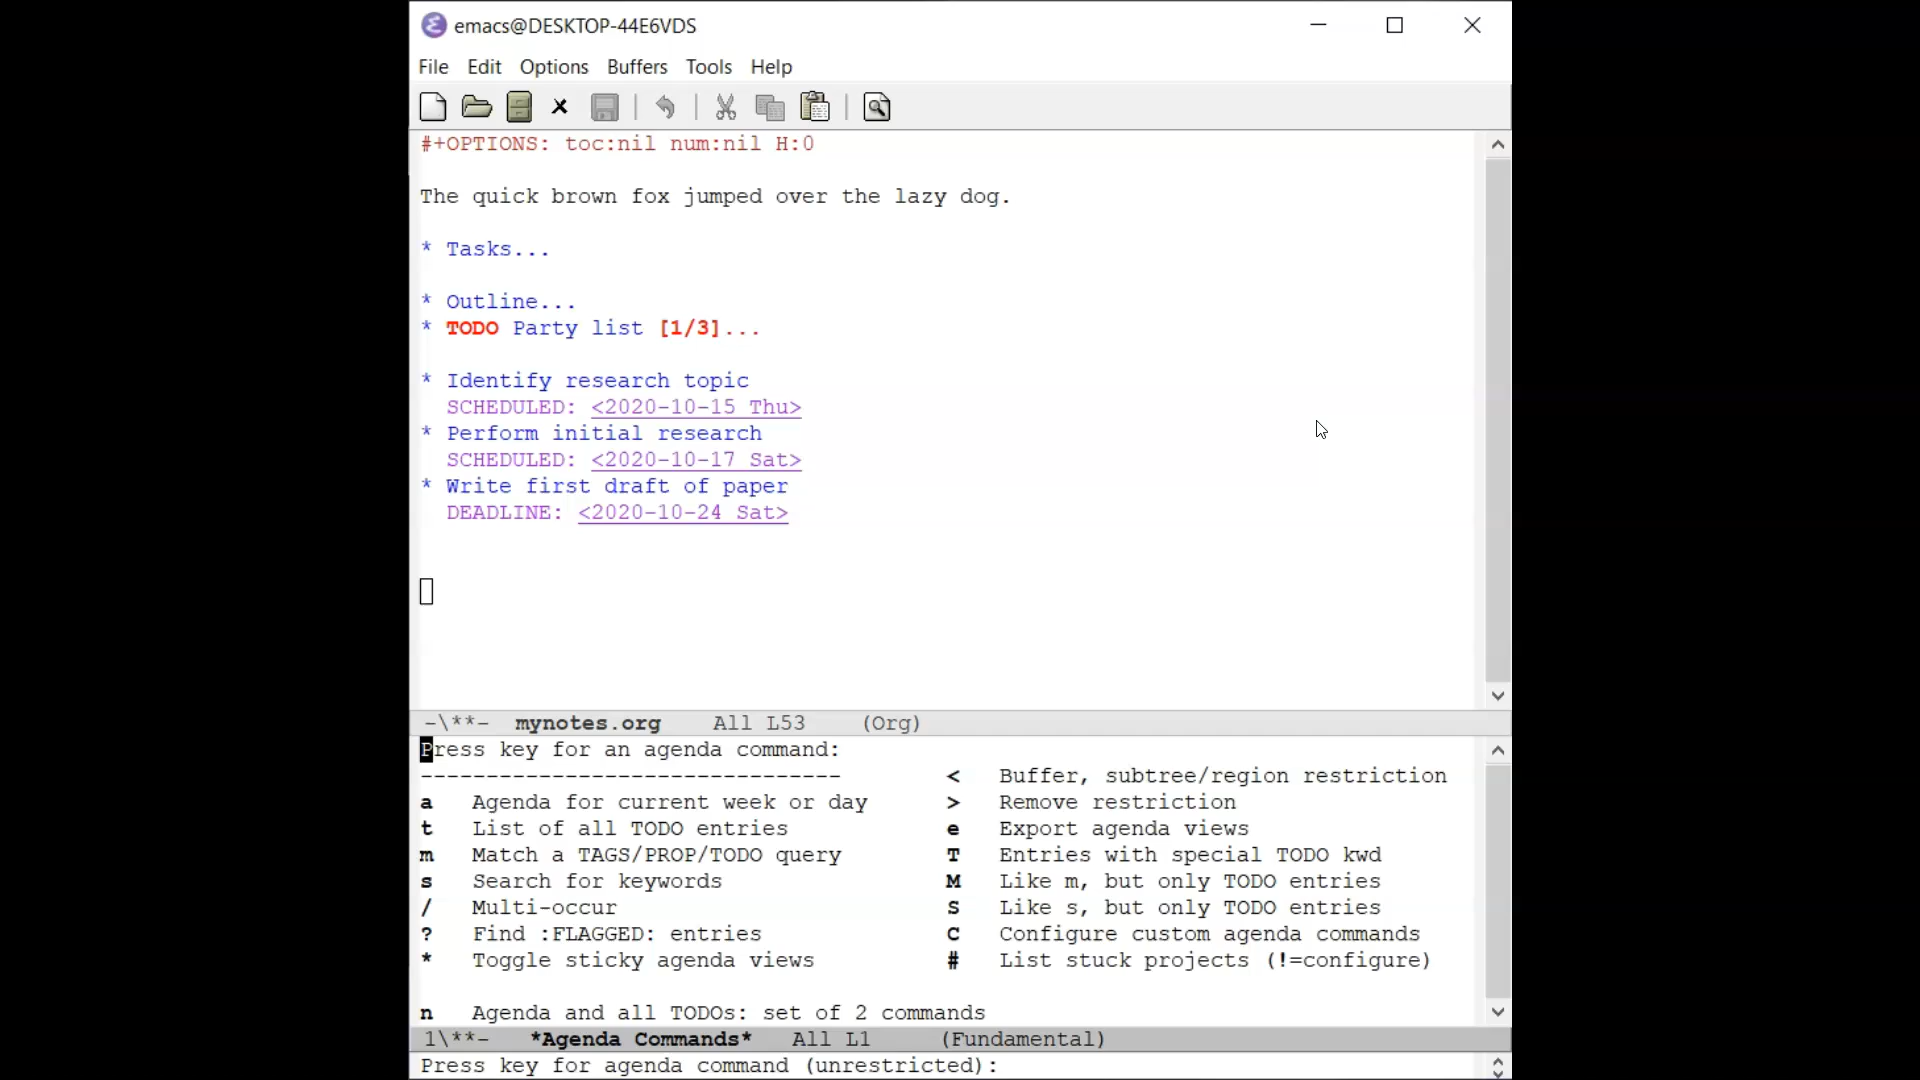 emacs@DESKTOP-44E6VDS
File Edit Options Buffers Tools Help
#+OPTIONS: toc:nil num:nil H:0
The quick brown fox jumped over the lazy dog.
* Tasks...
* Outline...
* TODO Party list [1/3]...
* Identify research topic
SCHEDULED: <2020-10-15 Thu>
* Perform initial research
SCHEDULED: <2020-10-17 Sat>
* Write first draft of paper
DEADLINE: <2020-10-24 Sat>
-\**- mynotes.org All L53 (Org)
Press key for an agenda command:
-------------------------------- < Buffer, subtree/region restriction
a Agenda for current week or day > Remove restriction
t List of all TODO entries e Export agenda views
m Match a TAGS/PROP/TODO query T Entries with special TODO kwd
s Search for keywords M Like m, but only TODO entries
/ Multi-occur S Like s, but only TODO entries
? Find :FLAGGED: entries C Configure custom agenda commands
* Toggle sticky agenda views # List stuck projects (!=configure)
n Agenda and all TODOs: set of 2 commands
1\**- *Agenda Commands* All L1 (Fundamental)
Press key for agenda command (unrestricted):